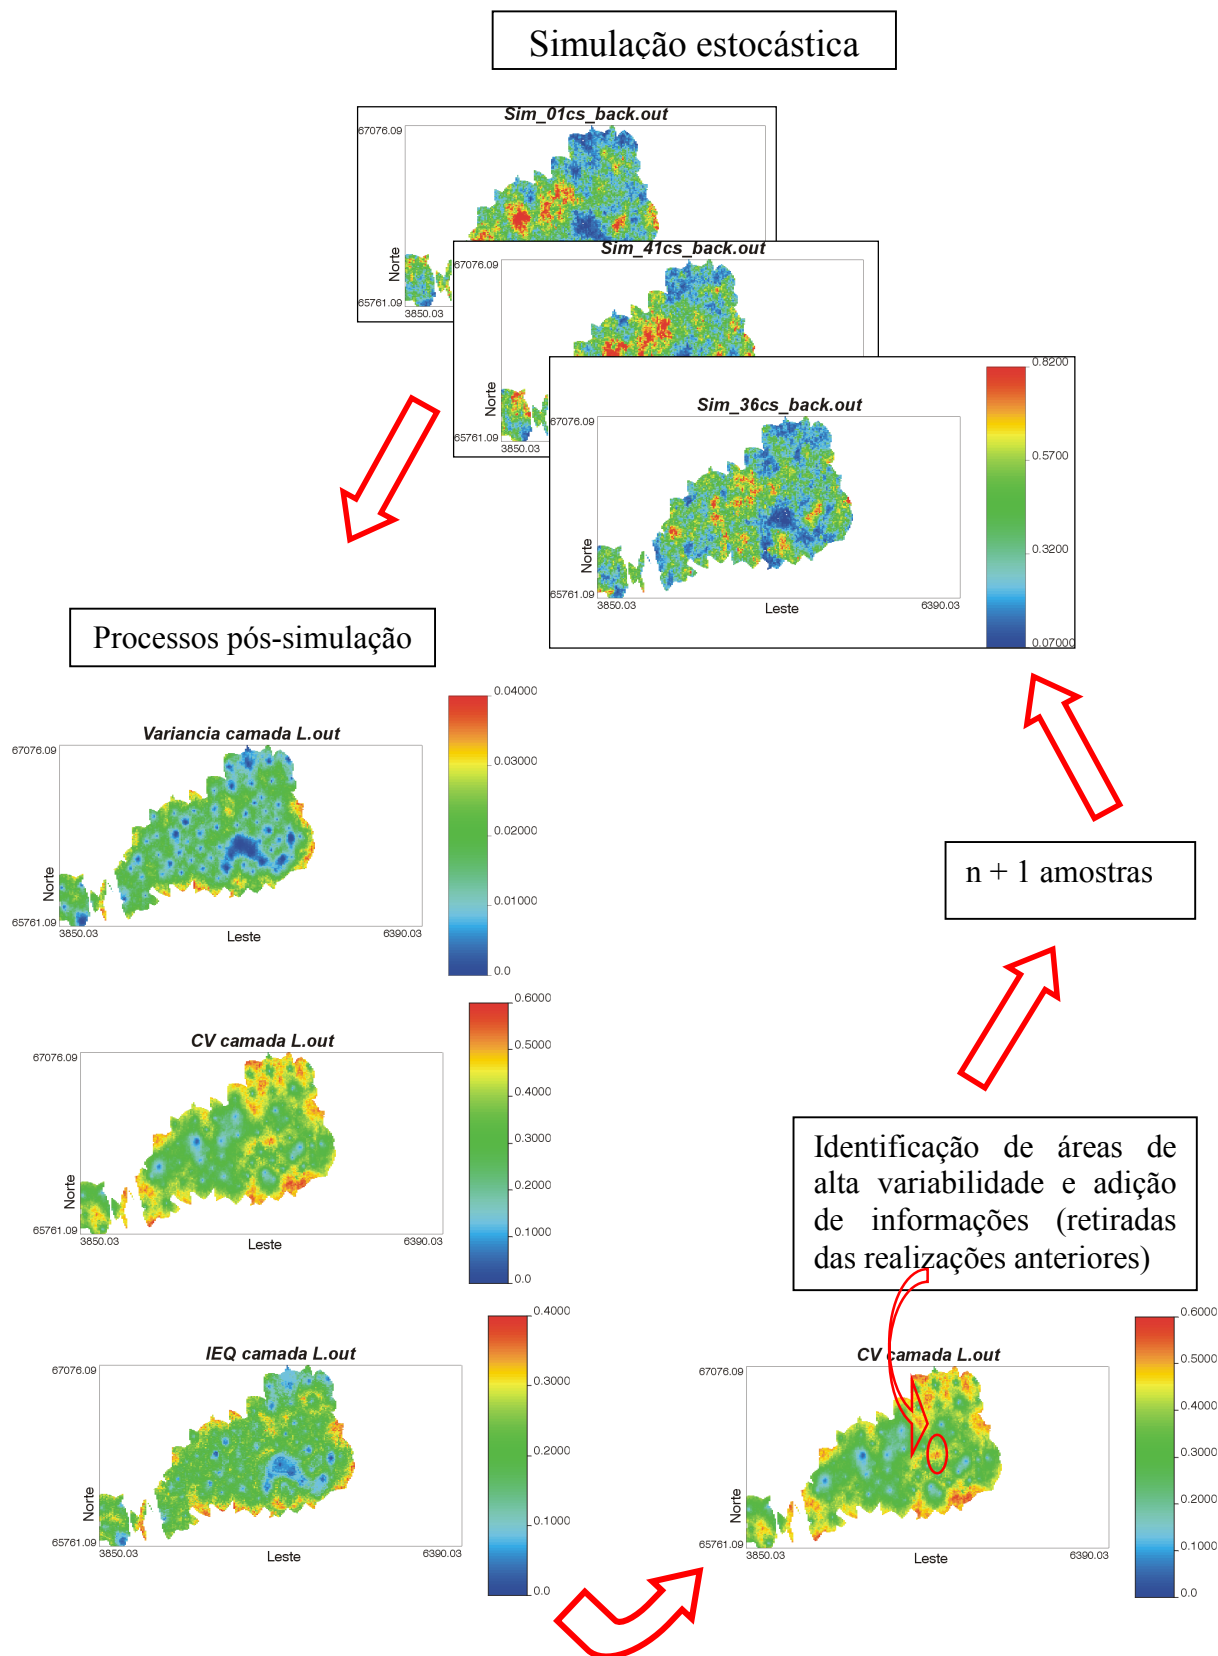 Simulação estocástica
Sim_01cs_back.out
67076.09
Norte
65761.09
3850.03
Sim_41cs_back.out
67076.09
Norte
65761.09
3850.03
Sim_36cs_back.out
67076.09
Norte
65761.09
3850.03
Leste
6390.03
0.8200
0.5700
0.3200
0.07000
Processos pós-simulação
Variancia camada L.out
67076.09
Norte
65761.09
3850.03
Leste
6390.03
0.04000
0.03000
0.02000
0.01000
0.0
n + 1 amostras
CV camada L.out
67076.09
Norte
65761.09
3850.03
Leste
6390.03
0.6000
0.5000
0.4000
0.3000
0.2000
0.1000
0.0
Identificação de áreas de
alta variabilidade e adição
de informações (retiradas
das realizações anteriores)
IEQ camada L.out
67076.09
Norte
65761.09
3850.03
Leste
6390.03
0.4000
0.3000
0.2000
0.1000
0.0
CV camada L.out
67076.09
Norte
65761.09
3850.03
Leste
6390.03
0.6000
0.5000
0.4000
0.3000
0.2000
0.1000
0.0